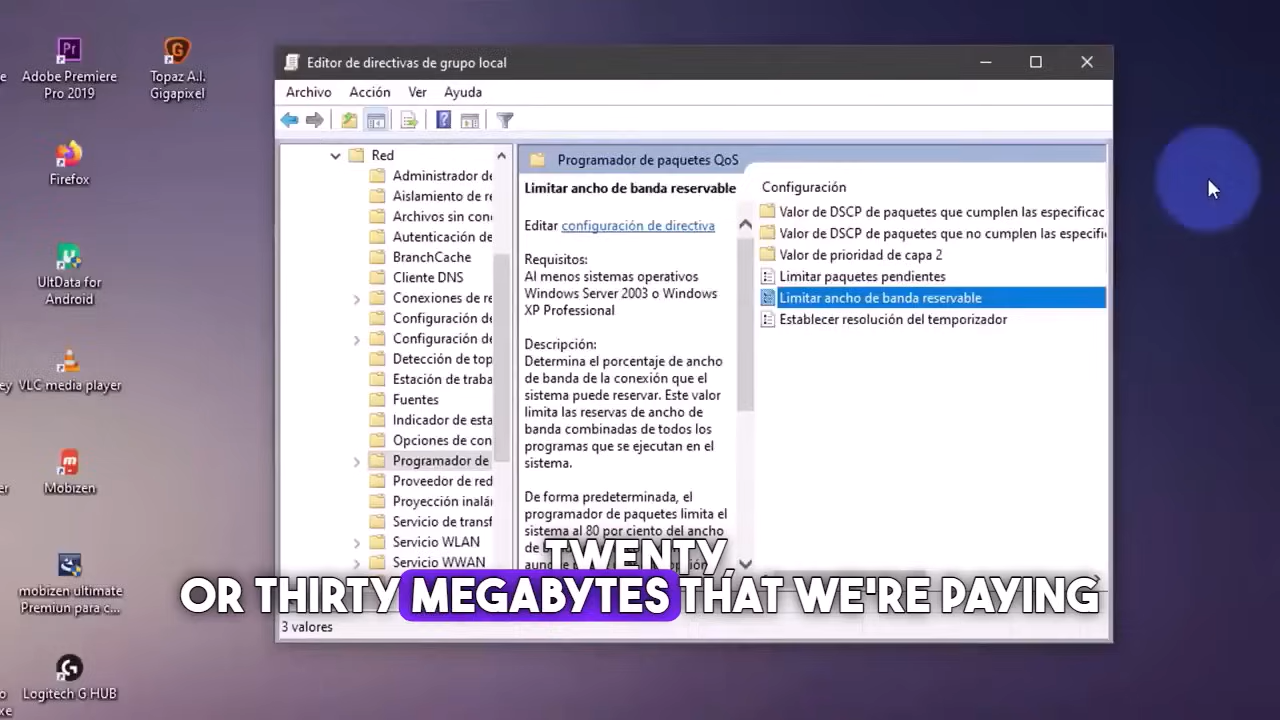 Adobe Premiere
Pro 2019
Topaz A.I.
Gigapixel
Firefox
UltData for
Android
VLC media player
Mobizen
mobizen ultimate
Premiun para c...
Logitech G HUB
Editor de directivas de grupo local
Archivo Acción Ver Ayuda
Red
Administrador de
Aislamiento de r
Archivos sin con
Autenticación de
BranchCache
Cliente DNS
Conexiones de r
Configuración d
Configuración d
Detección de top
Estación de traba
Fuentes
Indicador de esta
Opciones de con
Programador de
Proveedor de red
Proyección inalá
Servicio de transf
Servicio WLAN
Servicio WWAN
Programador de paquetes QoS
Limitar ancho de banda reservable
Editar configuración de directiva
Requisitos:
Al menos sistemas operativos
Windows Server 2003 o Windows
XP Professional
Descripción:
Determina el porcentaje de ancho
de banda de la conexión que el
sistema puede reservar. Este valor
limita las reservas de ancho de
banda combinadas de todos los
programas que se ejecutan en el
sistema.
De forma predeterminada, el
programador de paquetes limita el
sistema al 80 por ciento del ancho
Configuración
Valor de DSCP de paquetes que cumplen las especificac
Valor de DSCP de paquetes que no cumplen las especifi
Valor de prioridad de capa 2
Limitar paquetes pendientes
Limitar ancho de banda reservable
Establecer resolución del temporizador
3 valores
TWENTY,
OR THIRTY MEGABYTES THAT WE'RE PAYING